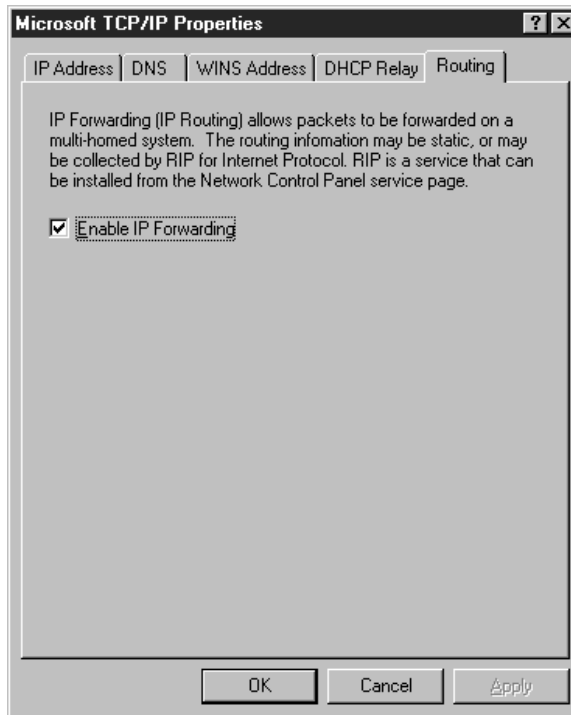 Microsoft TCP/IP Properties
IP Address
DNS
WINS Address
DHCP Relay
Routing
IP Forwarding (IP Routing) allows packets to be forwarded on a
multi-homed system. The routing infomation may be static, or may
be collected by RIP for Internet Protocol. RIP is a service that can
be installed from the Network Control Panel service page.
Enable IP Forwarding
OK
Cancel
Apply